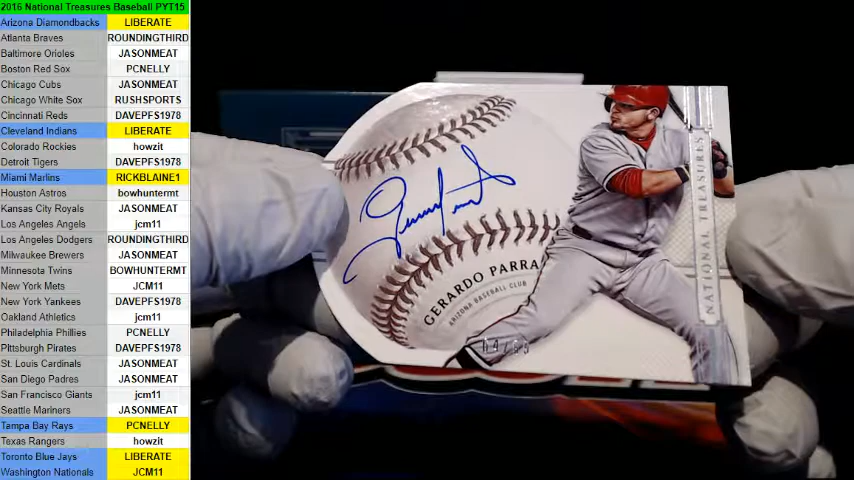 2016 National Treasures Baseball PYT15
Arizona Diamondbacks LIBERATE
Atlanta Braves ROUNDINGTHIRD
Baltimore Orioles JASONMEAT
Boston Red Sox PCNELLY
Chicago Cubs JASONMEAT
Chicago White Sox RUSHSPORTS
Cincinnati Reds DAVEPFS1978
Cleveland Indians LIBERATE
Colorado Rockies howzit
Detroit Tigers DAVEPFS1978
Miami Marlins RICKBLAINE1
Houston Astros bowhuntermt
Kansas City Royals JASONMEAT
Los Angeles Angels jcm11
Los Angeles Dodgers ROUNDINGTHIRD
Milwaukee Brewers JASONMEAT
Minnesota Twins BOWHUNTERMT
New York Mets JCM11
New York Yankees DAVEPFS1978
Oakland Athletics jcm11
Philadelphia Phillies PCNELLY
Pittsburgh Pirates DAVEPFS1978
St. Louis Cardinals JASONMEAT
San Diego Padres JASONMEAT
San Francisco Giants jcm11
Seattle Mariners JASONMEAT
Tampa Bay Rays PCNELLY
Texas Rangers howzit
Toronto Blue Jays LIBERATE
Washington Nationals JCM11
GERARDO PARRA
ARIZONA BASEBALL CLUB
NATIONAL TREASURES